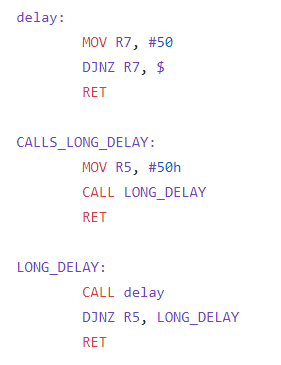 delay:
MOV R7, #50
DJNZ R7, $
RET
CALLS_LONG_DELAY:
MOV R5, #50h
CALL LONG_DELAY
RET
LONG_DELAY:
CALL delay
DJNZ R5, LONG_DELAY
RET